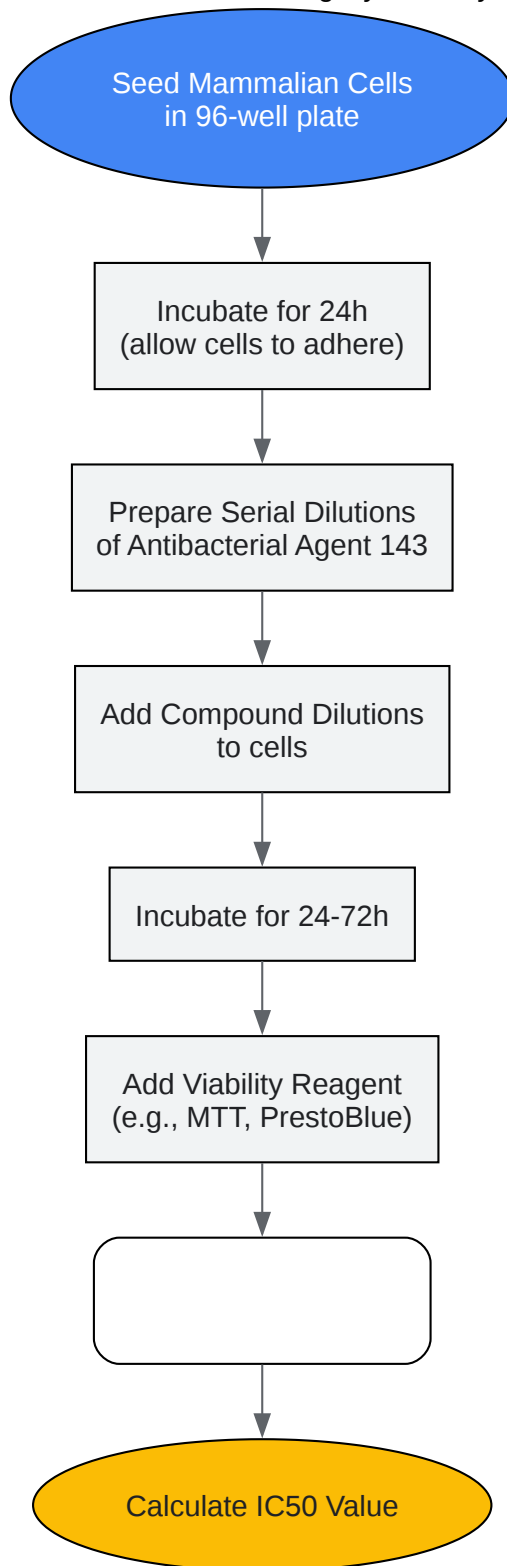 Seed Mammalian Cells
in 96-well plate
Incubate for 24h
(allow cells to adhere)
Prepare Serial Dilutions
of Antibacterial Agent 143
Add Compound Dilutions
to cells
Incubate for 24-72h
Add Viability Reagent
(e.g., MTT, PrestoBlue)
Calculate IC50 Value